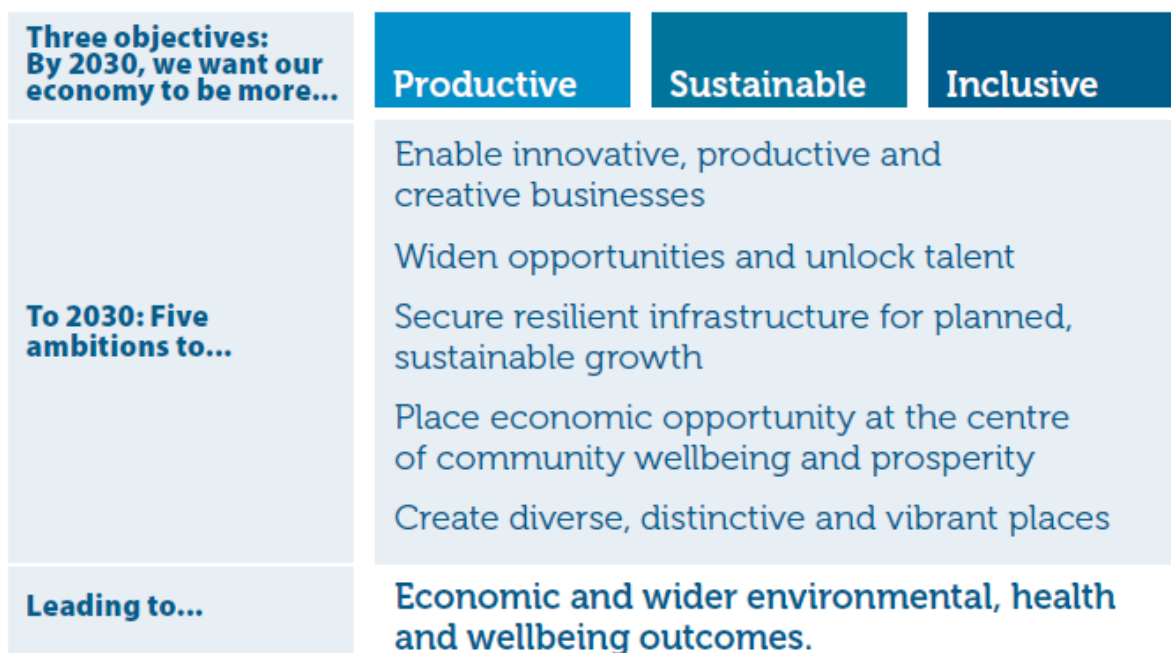 Three objectives:
By 2030, we want our
economy to be more...
Productive
Sustainable
Inclusive
To 2030: Five
ambitions to...
Enable innovative, productive and
creative businesses
Widen opportunities and unlock talent
Secure resilient infrastructure for planned,
sustainable growth
Place economic opportunity at the centre
of community wellbeing and prosperity
Create diverse, distinctive and vibrant places
Leading to...
Economic and wider environmental, health
and wellbeing outcomes.